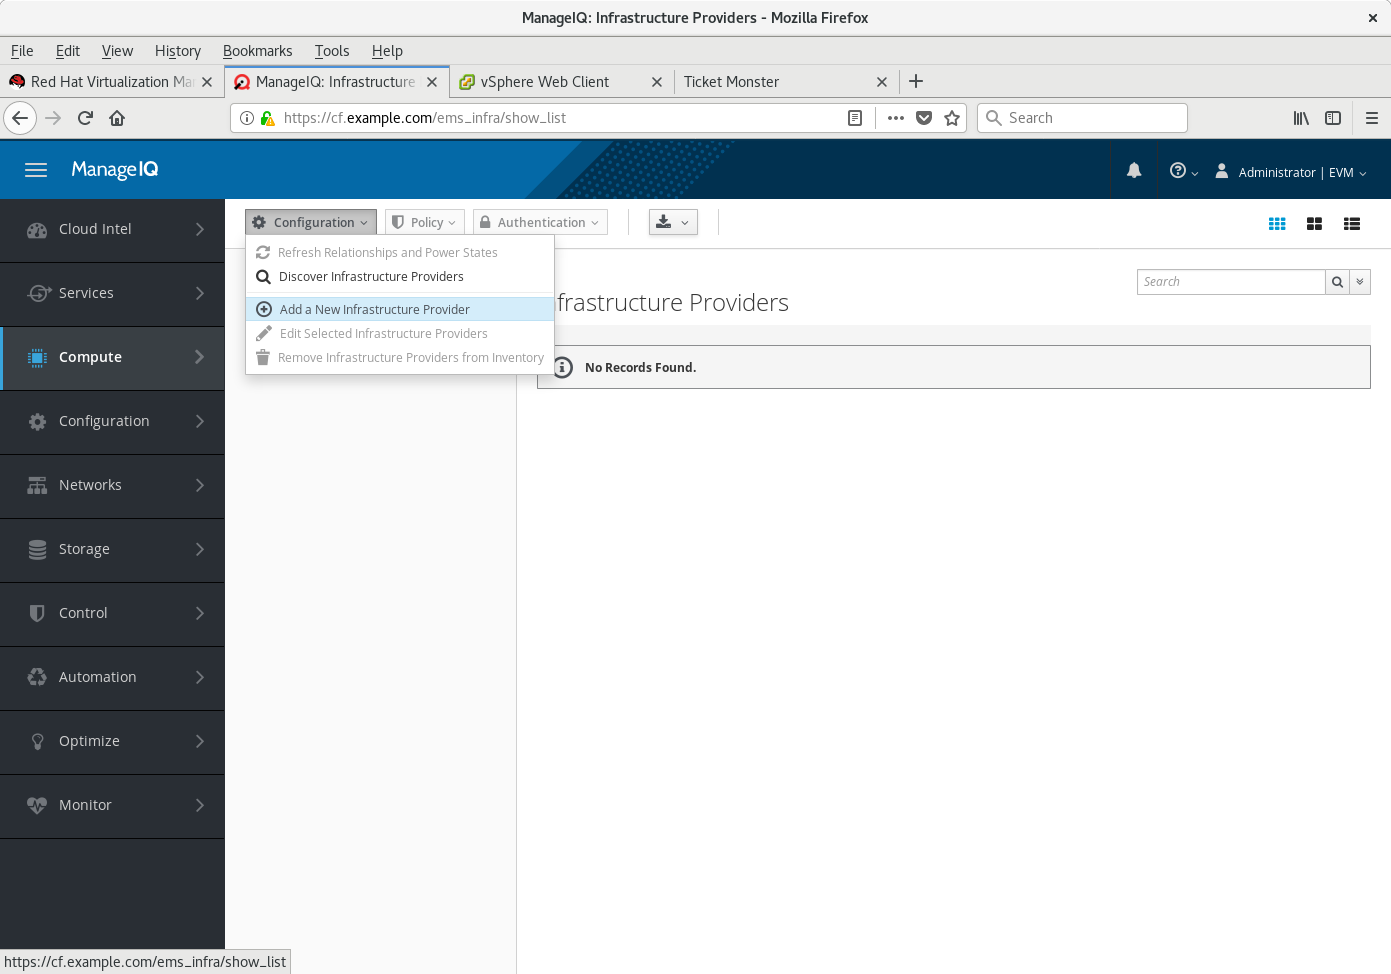 ManageIQ: Infrastructure Providers - Mozilla Firefox
File Edit View History Bookmarks Tools Help
Red Hat Virtualization Ma
ManageIQ: Infrastructure
vSphere Web Client
Ticket Monster
https://cf.example.com/ems_infra/show_list
Search
ManageIQ
Administrator | EVM
Cloud Intel
Services
Compute
Configuration
Networks
Storage
Control
Automation
Optimize
Monitor
Configuration
Policy
Authentication
Refresh Relationships and Power States
Discover Infrastructure Providers
Add a New Infrastructure Provider
Edit Selected Infrastructure Providers
Remove Infrastructure Providers from Inventory
Search
frastructure Providers
No Records Found.
https://cf.example.com/ems_infra/show_list